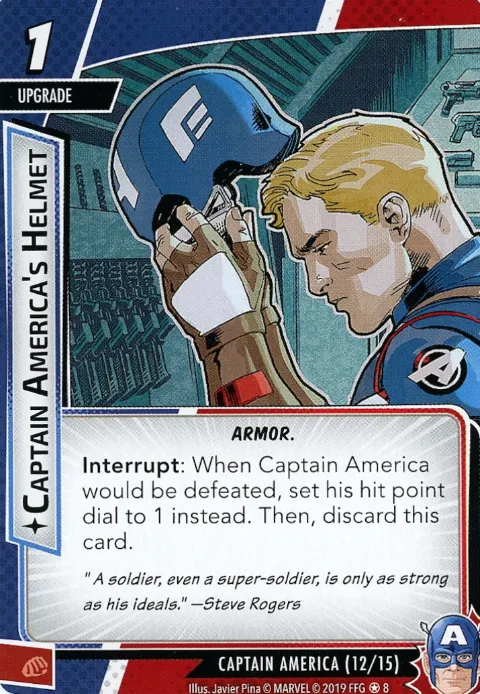 1
UPGRADE
CAPTAIN AMERICA'S HELMET
ARMOR.
Interrupt: When Captain America
would be defeated, set his hit point
dial to 1 instead. Then, discard this
card.
"A soldier, even a super-soldier, is only as strong
as his ideals." —Steve Rogers
A
CAPTAIN AMERICA (12/15)
Illus. Javier Pina © MARVEL © 2019 FFG ✪ 8